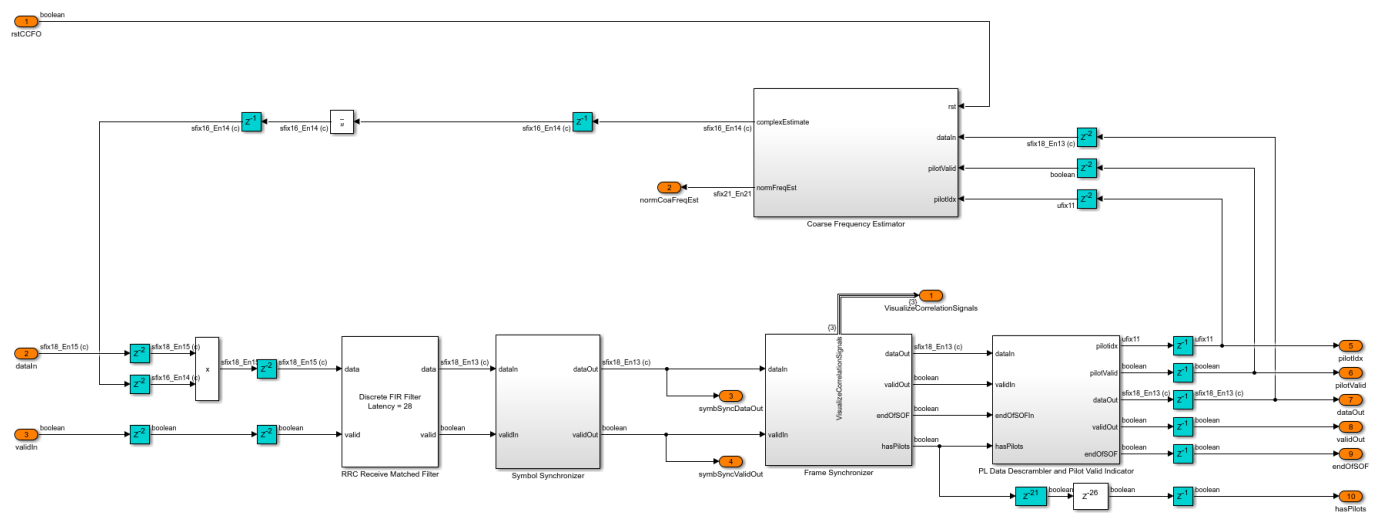 1
boolean
rstCCFO
rst
z-1
sfix16_En14 (c)
sfix16_En14 (c)
z-1
sfix16_En14 (c)
complexEstimate
sfix16_En14 (c)
dataIn
z-2
sfix18_En13 (c)
pilotValid
z-2
boolean
2
normCoaFreqEst
sfix21_En21
normFreqEst
pilotIdx
z-2
ufix11
Coarse Frequency Estimator
{3}
1
{3}
VisualizeCorrelationSignals
VisualizeCorrelationSignals
2
dataIn
sfix18_En15 (c)
z-2
sfix18_En15 (c)
z-2
sfix16_En14 (c)
x
sfix18_En15
z-2
sfix18_En15 (c)
data
data
Discrete FIR Filter
Latency = 28
sfix18_En13 (c)
dataIn
dataOut
sfix18_En13 (c)
3
symbSyncDataOut
dataIn
dataOut
sfix18_En13 (c)
dataIn
validOut
boolean
validIn
endOfSOF
boolean
endOfSOFIn
hasPilots
boolean
hasPilots
pilotIdx
ufix11
z-1
ufix11
5
pilotIdx
pilotValid
boolean
z-1
boolean
6
pilotValid
dataOut
sfix18_En13 (c)
z-1
sfix18_En13 (c)
7
dataOut
validOut
boolean
z-1
boolean
8
validOut
endOfSOF
boolean
z-1
boolean
9
endOfSOF
3
validIn
boolean
z-2
boolean
z-2
boolean
valid
valid
boolean
validIn
validOut
boolean
4
symbSyncValidOut
validIn
RRC Receive Matched Filter
Symbol Synchronizer
Frame Synchronizer
PL Data Descrambler and Pilot Valid Indicator
z-21
boolean
z-26
boolean
z-1
boolean
10
hasPilots